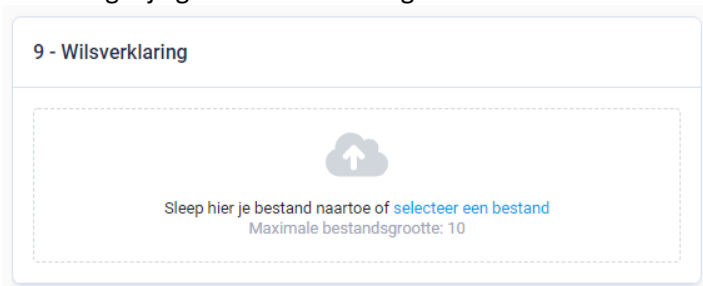 9 - Wilsverklaring
Sleep hier je bestand naartoe of selecteer een bestand
Maximale bestandsgrootte: 10